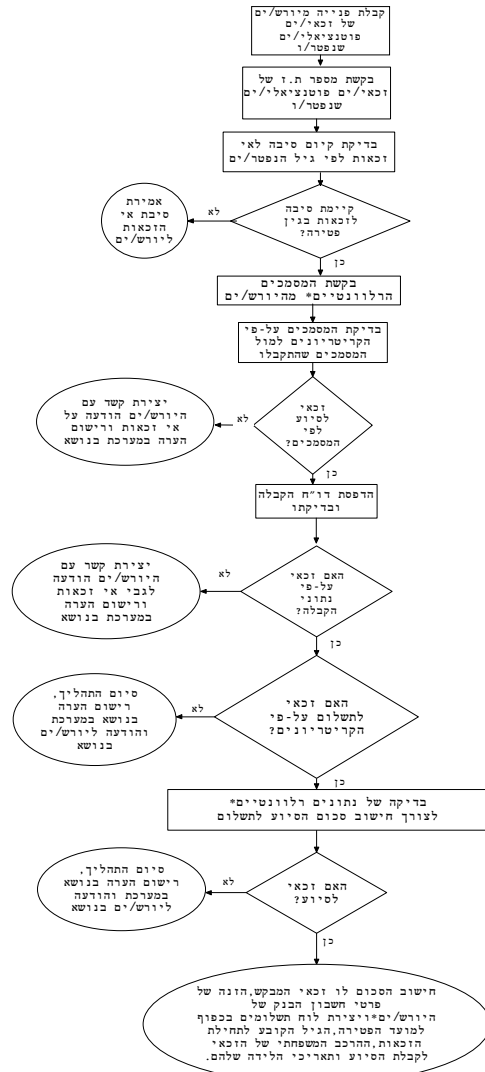 קבלת פנייה מיורש/ים
של זכאי/ים
פוטנציאלי/ים
שנפטר/ו
בקשת מספר ת.ז של
זכאי/ים פוטנציאלי/ים
שנפטר/ו
בדיקת קיום סיבה לאי
זכאות לפי גיל הנפטר/ים
קיימת סיבה
לזכאות בגין
פטירה?
לא
אמירת
סיבת אי
הזכאות
ליורש/ים
כן
בקשת המסמכים
הרלוונטיים* מהיורש/ים
בדיקת המסמכים על-פי
הקריטריונים למול
המסמכים שהתקבלו
זכאי
לסיוע
לפי
המסמכים?
לא
יצירת קשר עם
היורש/ים הודעה על
אי זכאות ורישום
הערה במערכת בנושא
כן
הדפסת דו"ח הקבלה
ובדיקתו
האם זכאי
על-פי
נתוני
הקבלה?
לא
יצירת קשר עם
היורש/ים הודעה
לגבי אי זכאות
ורישום הערה
במערכת בנושא
כן
האם זכאי
לתשלום על-פי
הקריטריונים?
לא
סיום התהליך,
רישום הערה
בנושא במערכת
והודעה ליורש/ים
בנושא
כן
בדיקה של נתונים רלוונטיים*
לצורך חישוב סכום הסיוע לתשלום
האם זכאי
לסיוע?
לא
סיום התהליך,
רישום הערה בנושא
במערכת והודעה
ליורש/ים בנושא
כן
חישוב הסכום לו זכאי המבקש,הזנה של
פרטי חשבון הבנק של
היורש/ים*ויצירת לוח תשלומים בכפוף
למועד הפטירה,הגיל הקובע לתחילת
הזכאות,ההרכב המשפחתי של הזכאי
לקבלת הסיוע ותאריכי הלידה שלהם.